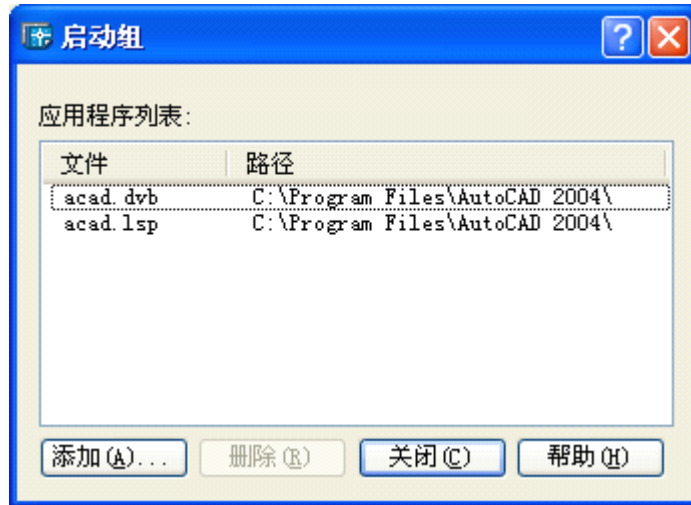 启动组
应用程序列表:
文件 路径
acad.dvb C:\Program Files\AutoCAD 2004\
acad.lsp C:\Program Files\AutoCAD 2004\
添加(A)... 删除(R) 关闭(C) 帮助(H)